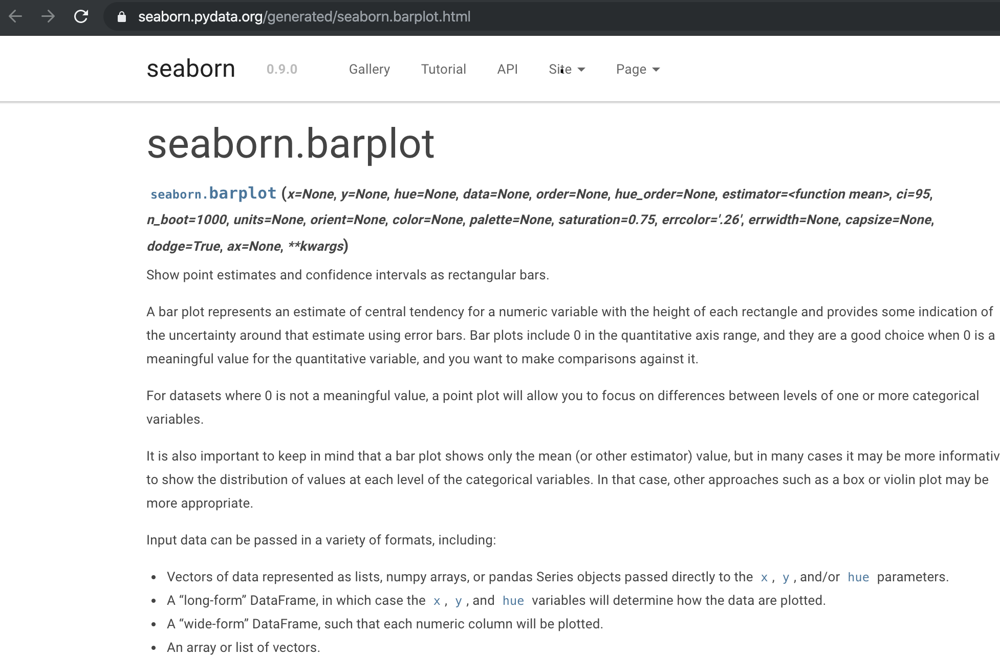 seaborn.pydata.org/generated/seaborn.barplot.html
seaborn 0.9.0 Gallery Tutorial API Site Page
seaborn.barplot
seaborn.barplot (x=None, y=None, hue=None, data=None, order=None, hue_order=None, estimator=<function mean>, ci=95,
n_boot=1000, units=None, orient=None, color=None, palette=None, saturation=0.75, errcolor='.26', errwidth=None, capsize=None,
dodge=True, ax=None, **kwargs)
Show point estimates and confidence intervals as rectangular bars.
A bar plot represents an estimate of central tendency for a numeric variable with the height of each rectangle and provides some indication of
the uncertainty around that estimate using error bars. Bar plots include 0 in the quantitative axis range, and they are a good choice when 0 is a
meaningful value for the quantitative variable, and you want to make comparisons against it.
For datasets where 0 is not a meaningful value, a point plot will allow you to focus on differences between levels of one or more categorical
variables.
It is also important to keep in mind that a bar plot shows only the mean (or other estimator) value, but in many cases it may be more informativ
to show the distribution of values at each level of the categorical variables. In that case, other approaches such as a box or violin plot may be
more appropriate.
Input data can be passed in a variety of formats, including:
• Vectors of data represented as lists, numpy arrays, or pandas Series objects passed directly to the x, y, and/or hue parameters.
• A “long-form” DataFrame, in which case the x, y, and hue variables will determine how the data are plotted.
• A “wide-form” DataFrame, such that each numeric column will be plotted.
• An array or list of vectors.